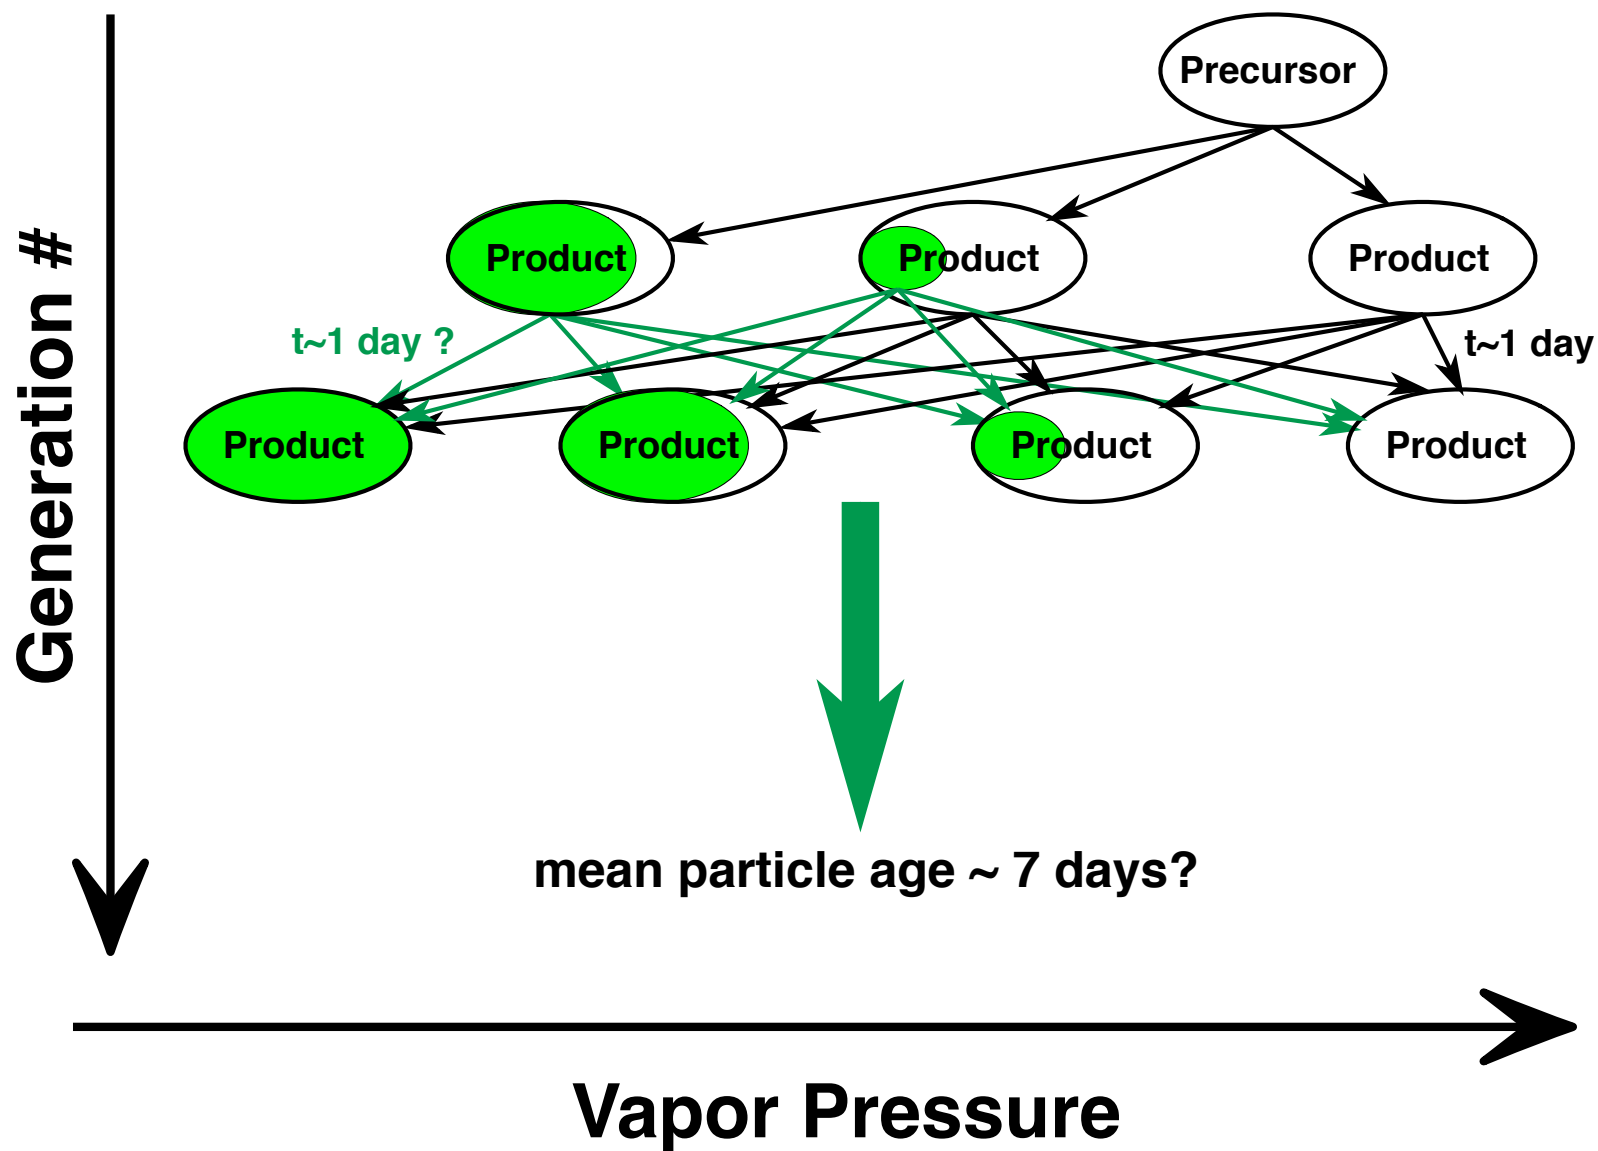 Precursor
Product
Product
Product
t~1 day ?
t~1 day
Product
Product
Product
Product
mean particle age ~ 7 days?
Generation #
Vapor Pressure